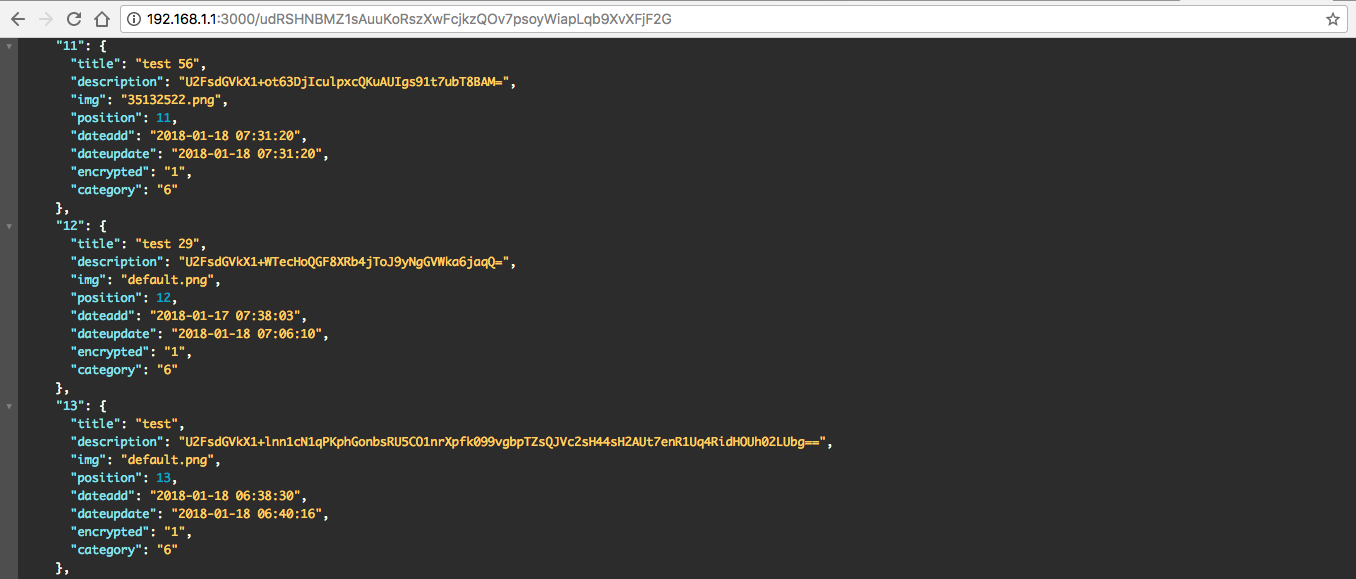 192.168.1.1:3000/udRSHNBMZ1sAuuKoRszXwFcjkzQOv7psoyWiapLqb9XvXFjF2G
"11": {
"title": "test 56",
"description": "U2FsdGVkX1+ot63DjIculpxcQKuAUIgs91t7ubT8BAM=",
"img": "35132522.png",
"position": 11,
"dateadd": "2018-01-18 07:31:20",
"dateupdate": "2018-01-18 07:31:20",
"encrypted": "1",
"category": "6"
},
"12": {
"title": "test 29",
"description": "U2FsdGVkX1+WTecHoQGF8XRb4jToJ9yNgGVWka6jaqQ=",
"img": "default.png",
"position": 12,
"dateadd": "2018-01-17 07:38:03",
"dateupdate": "2018-01-18 07:06:10",
"encrypted": "1",
"category": "6"
},
"13": {
"title": "test",
"description": "U2FsdGVkX1+lnn1cN1qPKphGonbsRU5CO1nrXpfk099vgbpTZsQJVc2sH44sH2AUt7enR1Uq4RidHOUh02LUbg==",
"img": "default.png",
"position": 13,
"dateadd": "2018-01-18 06:38:30",
"dateupdate": "2018-01-18 06:40:16",
"encrypted": "1",
"category": "6"
},